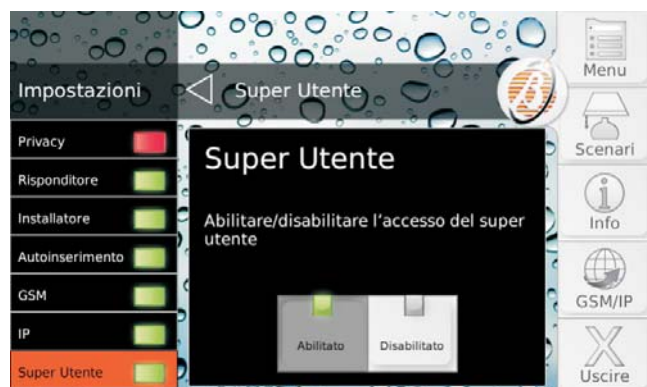 Impostazioni
Super Utente
Privacy
Risponditore
Installatore
Autoinserimento
GSM
IP
Super Utente
Super Utente
Abilitare/disabilitare l'accesso del super
utente
Abilitato
Disabilitato
Menu
Scenari
Info
GSM/IP
Uscire